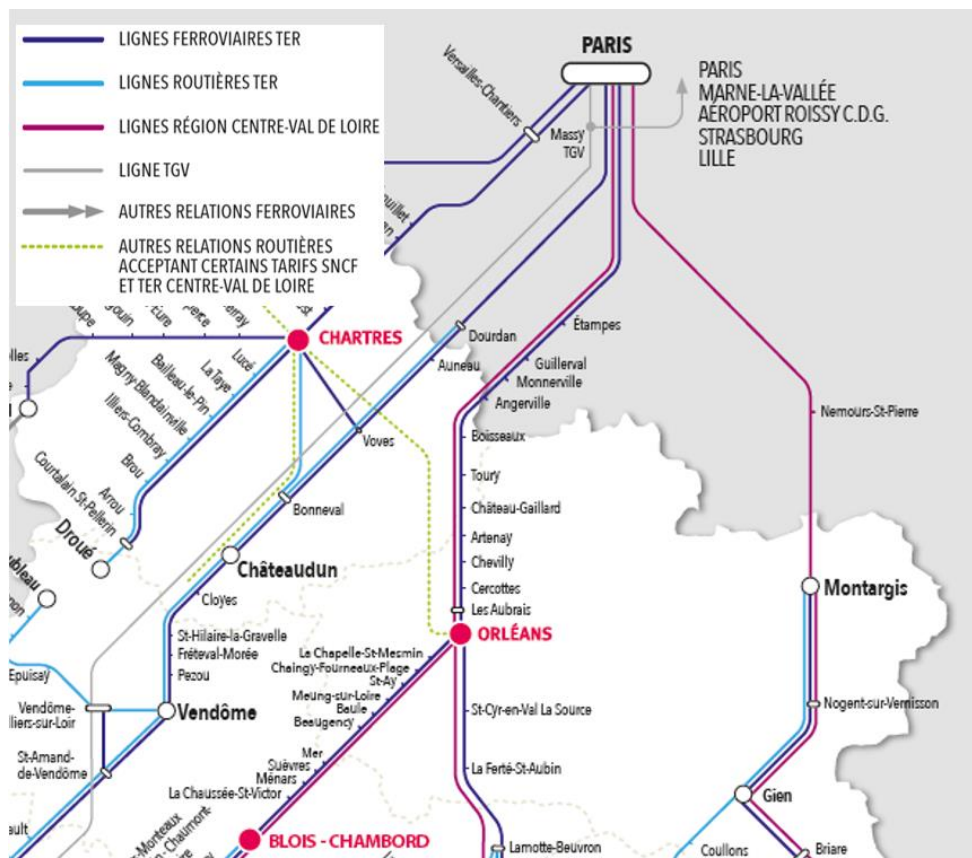 LIGNES FERROVIAIRES TER
LIGNES ROUTIÈRES TER
LIGNES RÉGION CENTRE-VAL DE LOIRE
LIGNE TGV
AUTRES RELATIONS FERROVIAIRES
AUTRES RELATIONS ROUTIÈRES
ACCEPTANT CERTAINS TARIFS SNCF
ET TER CENTRE-VAL DE LOIRE
PARIS
Versailles-Chantiers
Massy
TGV
PARIS
MARNE-LA-VALLÉE
AÉROPORT ROISSY C.D.G.
STRASBOURG
LILLE
CHARTRES
Dourdan
Étampes
Auneau
Guillerval
Monnerville
Angerville
Lucé
La Taye
Bailleau-le-Pin
Magny-Blandainville
Illiers-Combray
Brou
Arrou
Courtalain St-Pellerin
Droué
Nemours-St-Pierre
Voves
Boisseaux
Toury
Bonneval
Château-Gaillard
Artenay
Chevilly
Châteaudun
Cercottes
Cloyes
Les Aubrais
Montargis
ORLÉANS
St-Hilaire-la-Gravelle
Fréteval-Morée
Pezou
La Chapelle-St-Mesmin
Chaingy-Fourneaux-Plage
St-Ay
Epuisay
Meung-sur-Loire
Baule
Beaugency
Vendôme-
lliers-sur-Loir
Vendôme
St-Cyr-en-Val La Source
Nogent-sur-Vernisson
St-Amand-
de-Vendôme
Mer
Suèvres
Ménars
La Chaussée-St-Victor
La Ferté-St-Aubin
Gien
BLOIS - CHAMBORD
Lamotte-Beuvron
Coullons
Briare